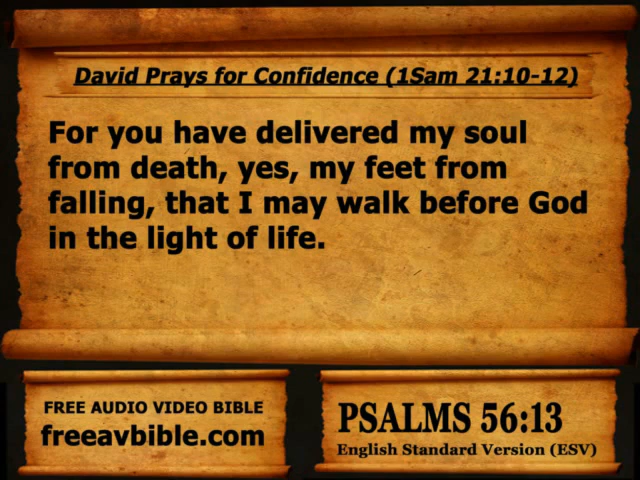 David Prays for Confidence (1Sam 21:10-12)
For you have delivered my soul
from death, yes, my feet from
falling, that I may walk before God
in the light of life.
FREE AUDIO VIDEO BIBLE
freeavbible.com
PSALMS 56:13
English Standard Version (ESV)